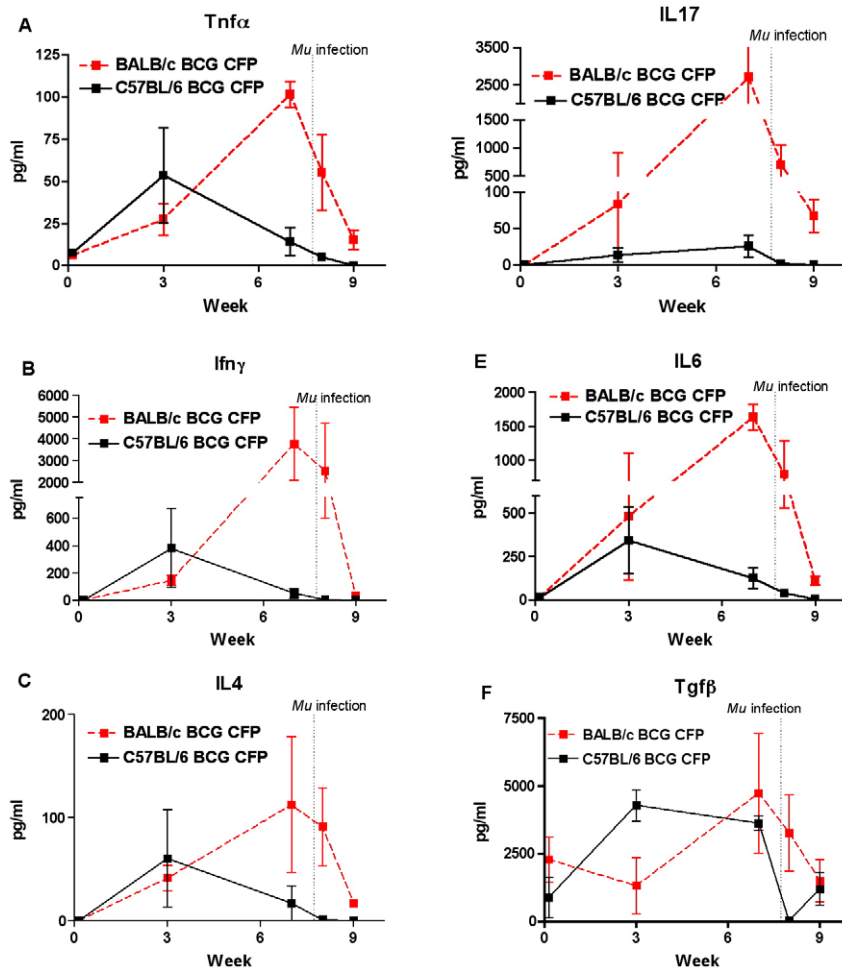 A
Tnfα
Mu infection
BALB/c BCG CFP
C57BL/6 BCG CFP
125
100
75
50
25
0
pg/ml
0
3
6
9
Week
IL17
Mu infection
BALB/c BCG CFP
C57BL/6 BCG CFP
3500
2500
1500
1000
500
100
50
0
pg/ml
0
3
6
9
Week
B
Ifnγ
Mu infection
BALB/c BCG CFP
C57BL/6 BCG CFP
6000
5000
4000
3000
2000
600
400
200
0
pg/ml
0
3
6
9
Week
E
IL6
Mu infection
BALB/c BCG CFP
C57BL/6 BCG CFP
2000
1500
1000
500
250
0
pg/ml
0
3
6
9
Week
C
IL4
Mu infection
BALB/c BCG CFP
C57BL/6 BCG CFP
200
100
0
pg/ml
0
3
6
9
Week
F
Tgfβ
Mu infection
BALB/c BCG CFP
C57BL/6 BCG CFP
7500
5000
2500
0
pg/ml
0
3
6
9
Week